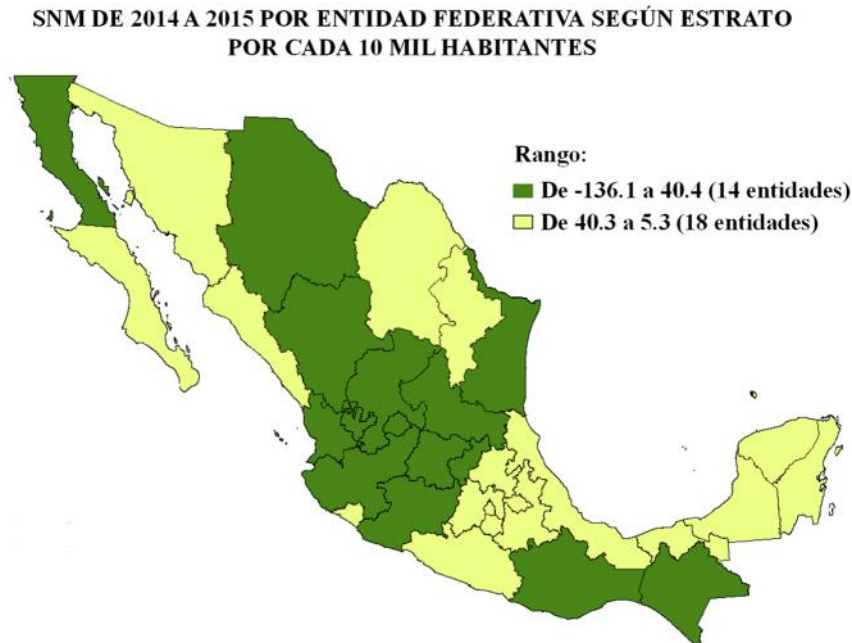 SNM DE 2014 A 2015 POR ENTIDAD FEDERATIVA SEGÚN ESTRATO
POR CADA 10 MIL HABITANTES
Rango:
De -136.1 a 40.4 (14 entidades)
De 40.3 a 5.3 (18 entidades)